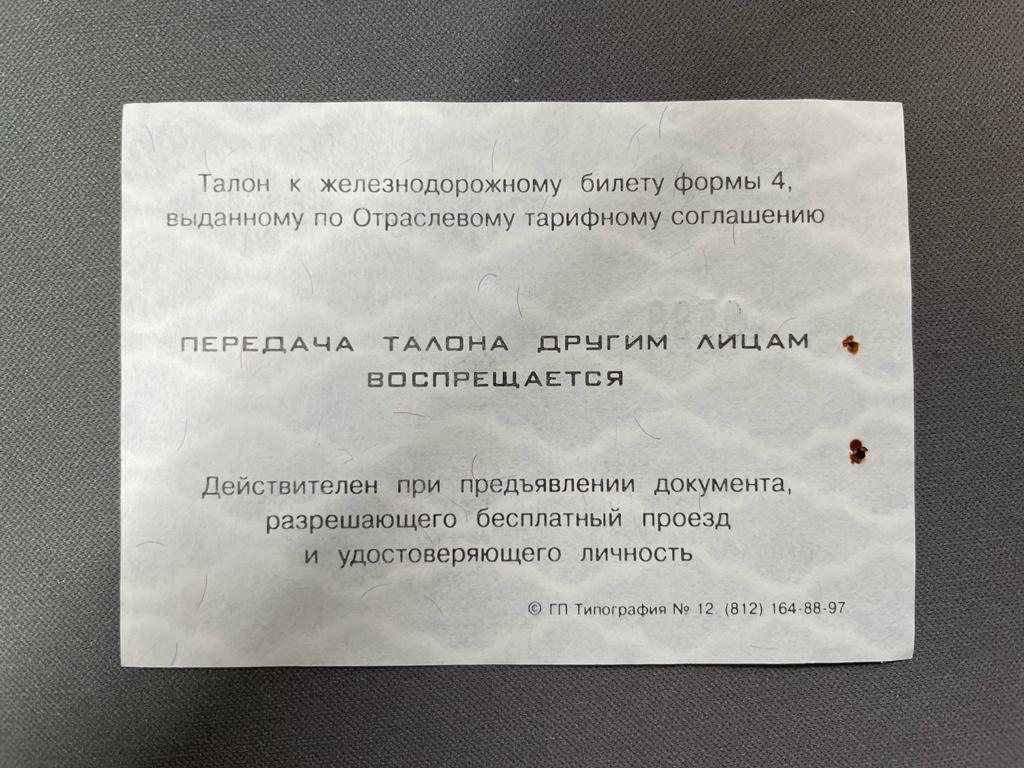 Талон к железнодорожному билету формы 4,
выданному по Отраслевому тарифному соглашению
ПЕРЕДАЧА ТАЛОНА ДРУГИМ ЛИЦАМ
ВОСПРЕЩАЕТСЯ
Действителен при предъявлении документа,
разрешающего бесплатный проезд
и удостоверяющего личность
© ГП Типография № 12. (812) 164-88-97